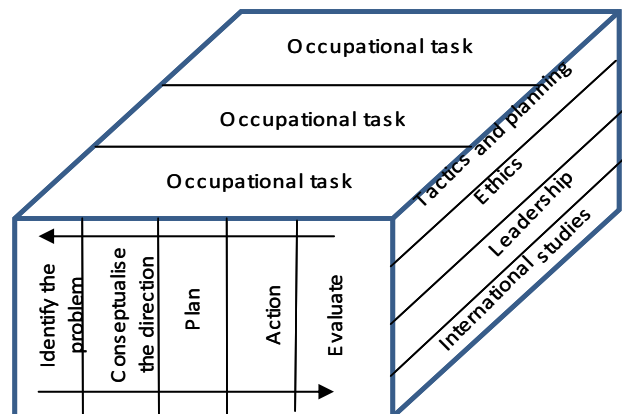 Occupational task
Occupational task
Occupational task
Tactics and planning
Ethics
Leadership
International studies
Identify the
problem
Conseptualise
the direction
Plan
Action
Evaluate